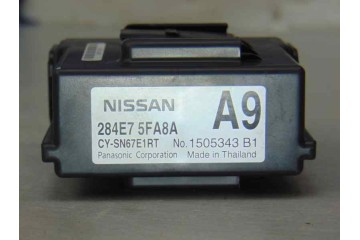 NISSAN A9
284E7 5FA8A
CY-SN67E1RT No.1505343 B1
Panasonic Corporation Made in Thailand